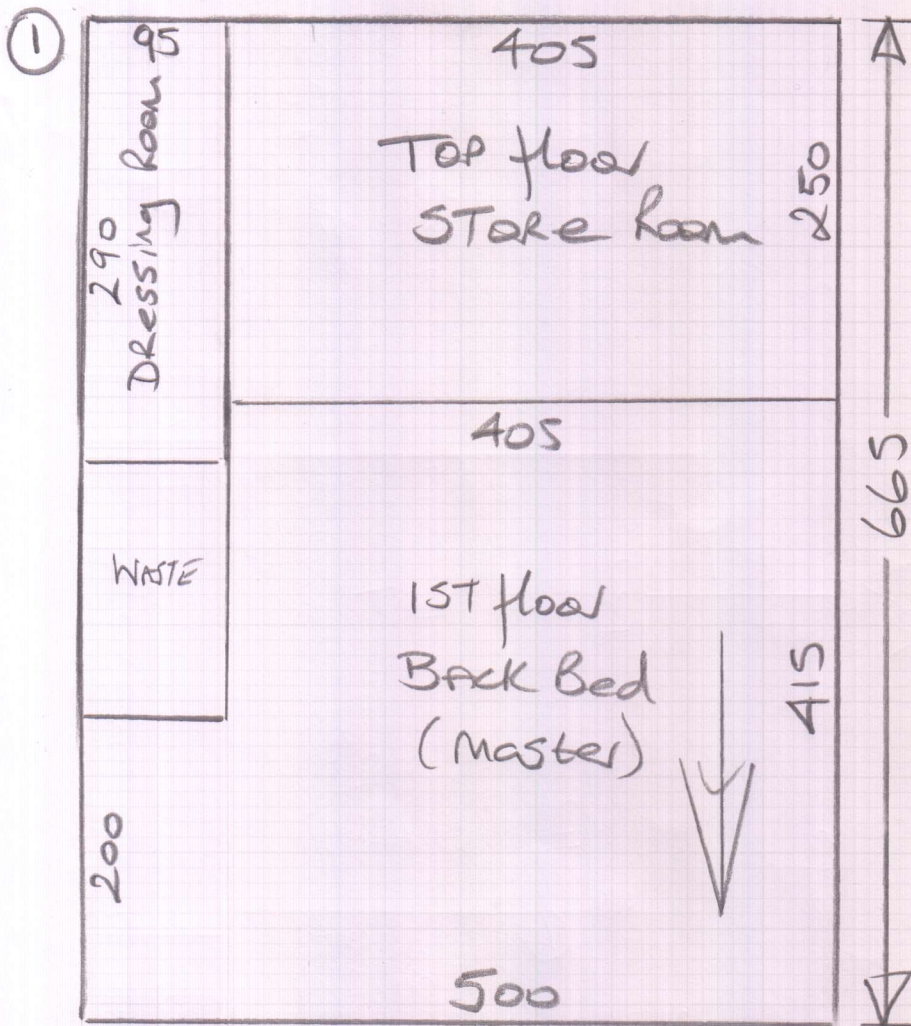 1
95
405
290
Dressing Room
Top floor
Store Room
250
405
665
WASTE
1ST floor
Back Bed
(Master)
415
200
500